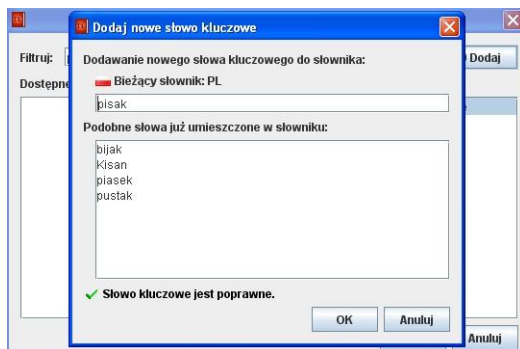 Dodaj nowe słowo kluczowe
Filtruj:
Dodaj
Dodawanie nowego słowa kluczowego do słownika:
Bieżący słownik: PL
pisak
Podobne słowa już umieszczone w słowniku:
bijak
Kisan
piasek
pustak
Słowo kluczowe jest poprawne.
OK Anuluj
Anuluj